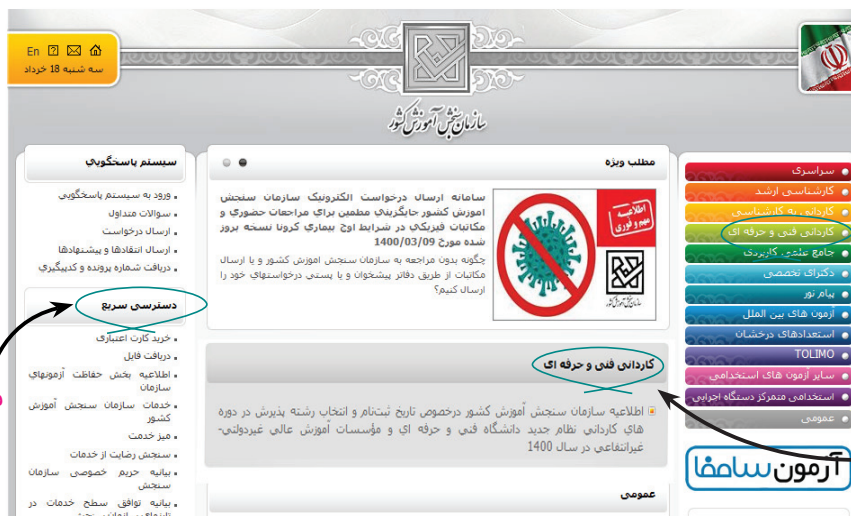 En
سه شنبه 18 خرداد
سازمان سنجش آموزش کشور
سراسری
کارشناسی ارشد
کاردانی به کارشناسی
کاردانی فنی و حرفه ای
جامع علمی کاربردی
دکترای تخصصی
پیام نور
آزمون های بین الملل
استعدادهای درخشان
TOLIMO
سایر آزمون های استخدامی
استخدامی متمرکز دستگاه اجرایی
عمومی
آزمون سامفا
مطلب ویژه
اطلاعیه
مهم و فوری
سازمان سنجش آموزش کشور
سامانه ارسال درخواست الکترونیک سازمان سنجش
آموزش کشور جایگزینی مطمئن برای مراجعات حضوری و
مکاتبات فیزیکی در شرایط اوج بیماری کرونا نسخه بروز
شده مورخ 1400/03/09
چگونه بدون مراجعه به سازمان سنجش آموزش کشور و یا ارسال
مکاتبات از طریق دفاتر پیشخوان و یا پستی درخواستهای خود را
ارسال کنیم؟
کاردانی فنی و حرفه ای
اطلاعیه سازمان سنجش آموزش کشور درخصوص تاریخ ثبت‌نام و انتخاب رشته پذیرش در دوره
های کاردانی نظام جدید دانشگاه فنی و حرفه ای و مؤسسات آموزش عالی غیردولتی-
غیرانتفاعی در سال 1400
عمومی
سیستم پاسخگویی
ورود به سیستم پاسخگویی
سوالات متداول
ارسال درخواست
ارسال انتقادها و پیشنهادها
دریافت شماره پرونده و کدپیگیری
دسترسی سریع
خرید کارت اعتباری
دریافت فایل
اطلاعیه بخش حفاظت آزمونهای
سازمان
خدمات سازمان سنجش آموزش
کشور
میز خدمت
سنجش رضایت از خدمات
بیانیه حریم خصوصی سازمان
سنجش
بیانیه توافق سطح خدمات در